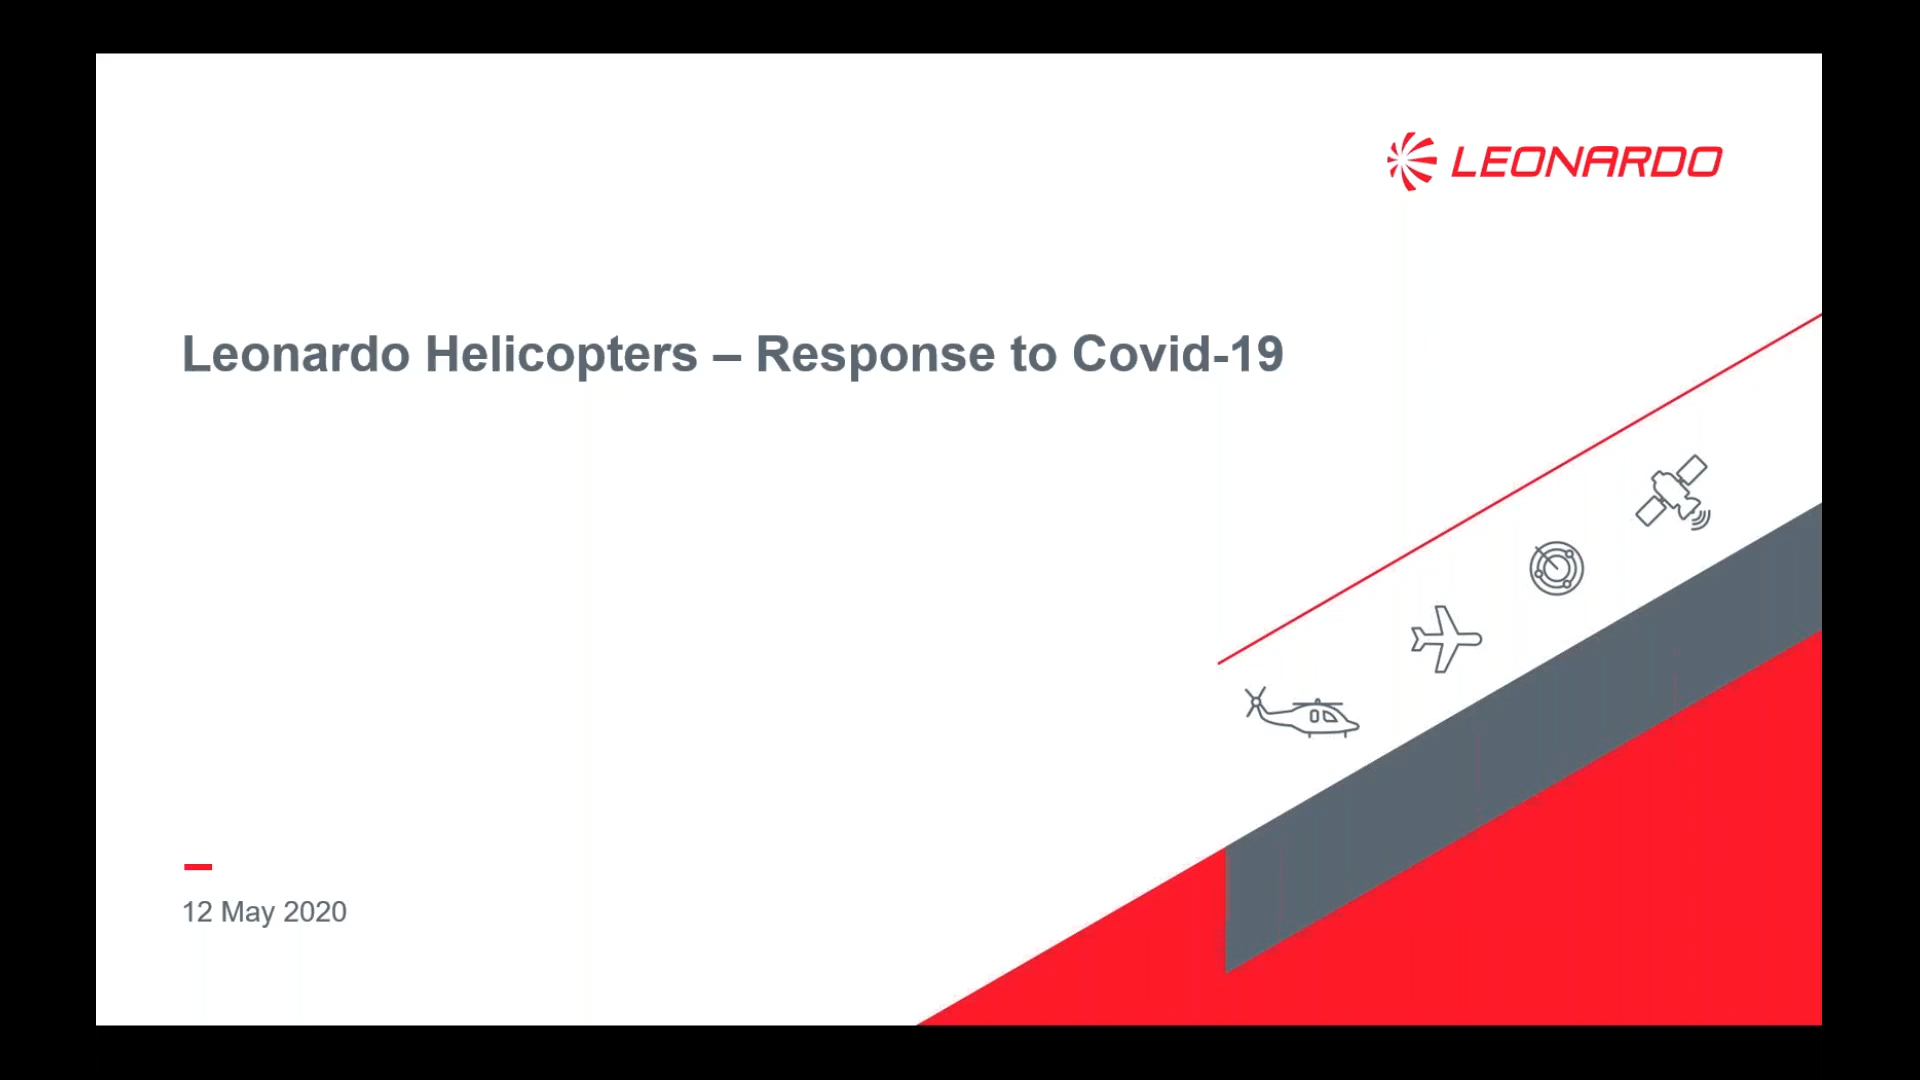 LEONARDO
Leonardo Helicopters – Response to Covid-19
12 May 2020